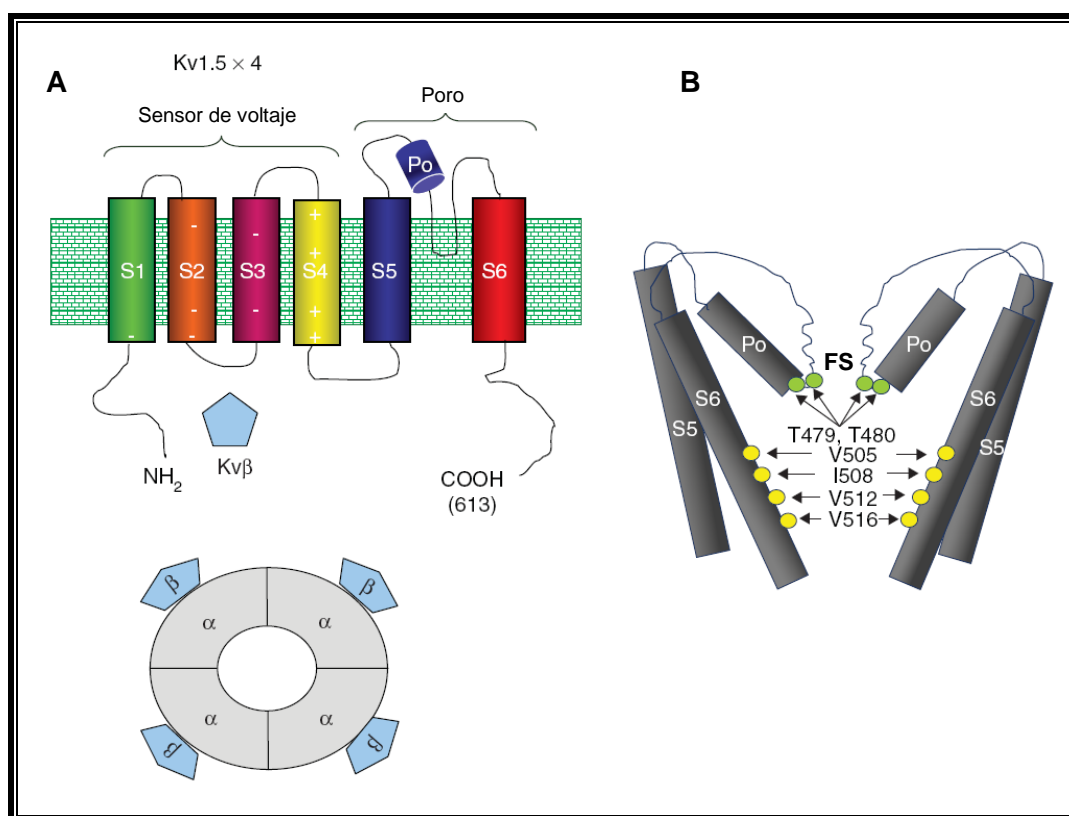 A
Kv1.5 × 4
Sensor de voltaje
Poro
Po
S1
S2
S3
S4
S5
S6
-
-
-
-
-
-
+
+
+
+
NH2
Kvβ
COOH
(613)
β
β
α
α
α
α
β
β
B
Po
FS
Po
S6
S5
S6
S5
T479, T480
V505
I508
V512
V516